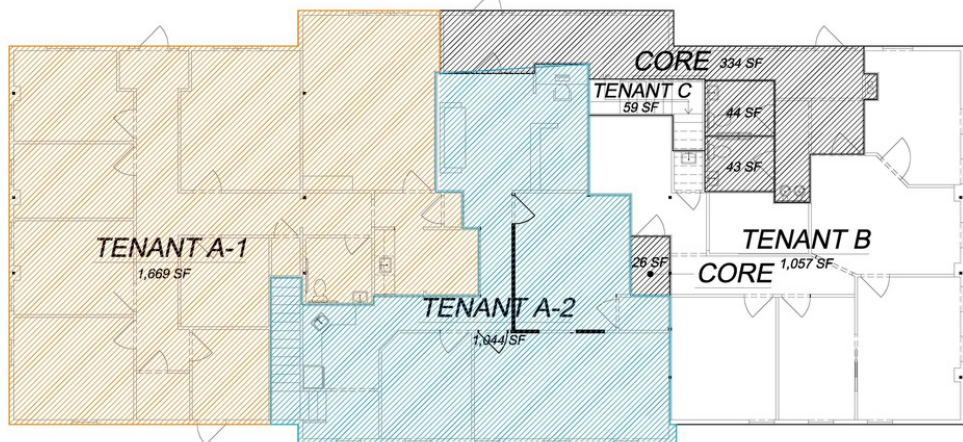 CORE 334 SF
TENANT C
59 SF
44 SF
43 SF
TENANT A-1
1,669 SF
TENANT B
1,057 SF
26 SF
CORE
TENANT A-2
1,044 SF